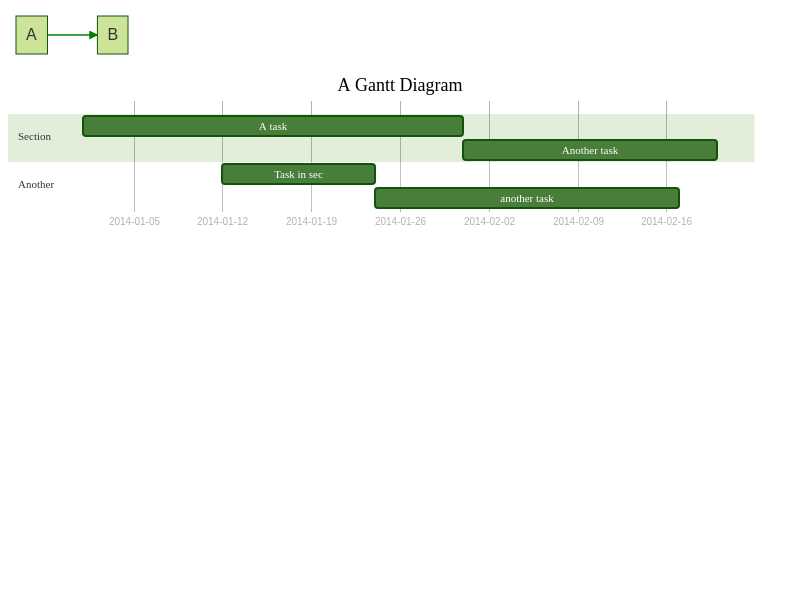 A
B
A Gantt Diagram
Section
A task
Another task
Another
Task in sec
another task
2014-01-05
2014-01-12
2014-01-19
2014-01-26
2014-02-02
2014-02-09
2014-02-16